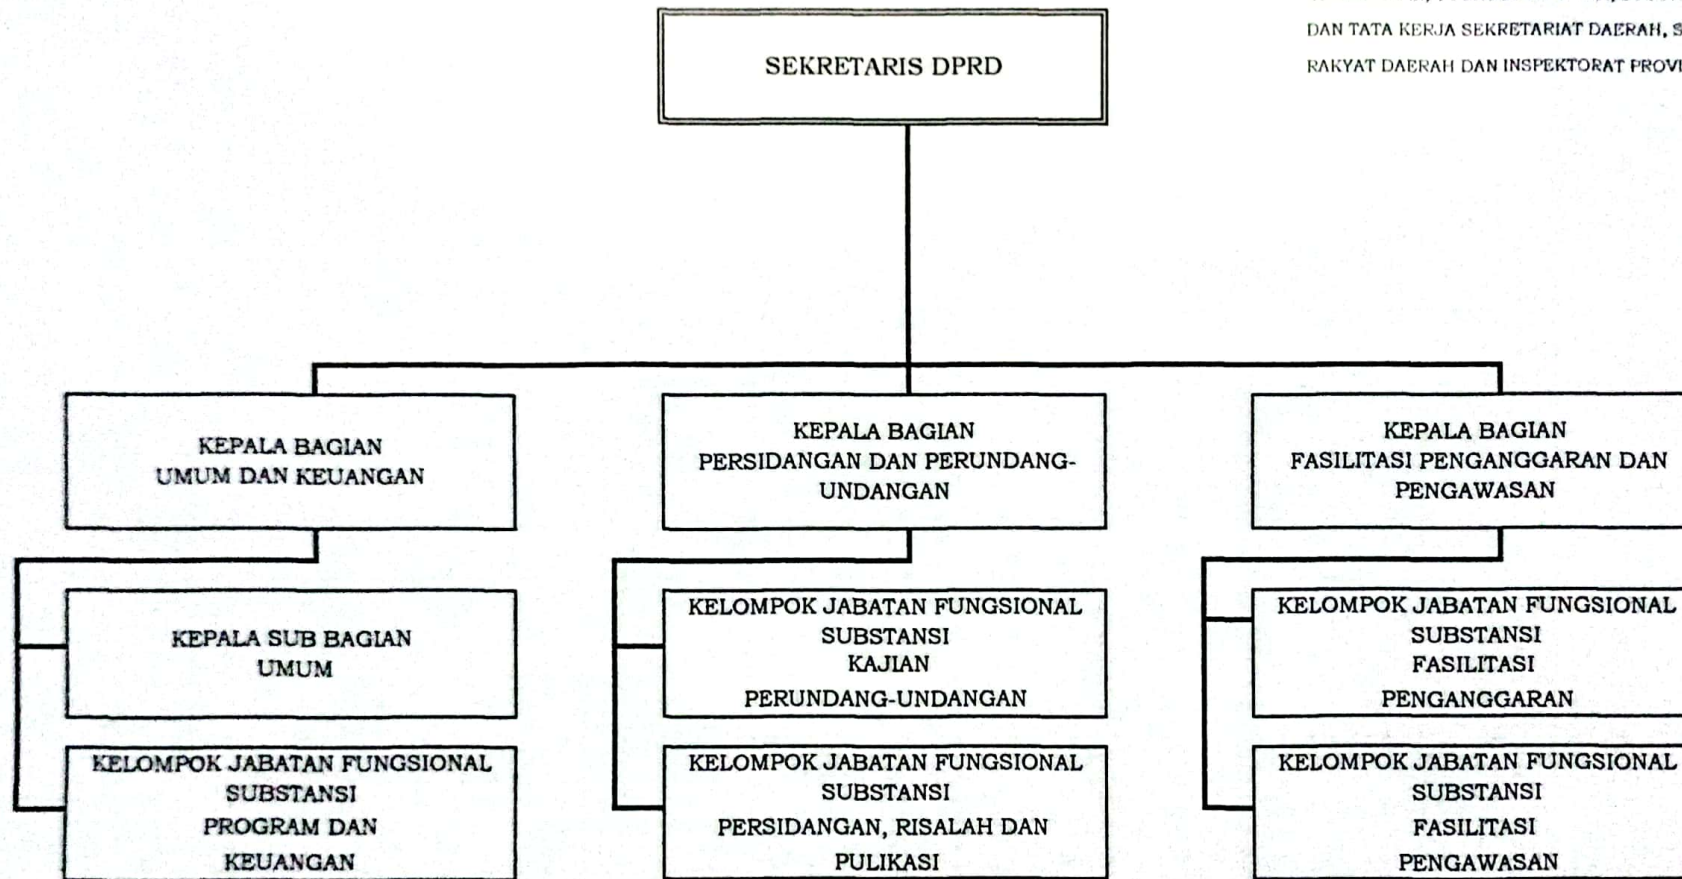 DAN TATA KERJA SEKRETARIAT DAERAH,
RAKYAT DAERAH DAN INSPEKTORAT
SEKRETARIS DPRD
KEPALA BAGIAN
UMUM DAN KEUANGAN
KEPALA BAGIAN
PERSIDANGAN DAN PERUNDANG-
UNDANGAN
KEPALA BAGIAN
FASILITASI PENGANGGARAN DAN
PENGAWASAN
KEPALA SUB BAGIAN
UMUM
KELOMPOK JABATAN FUNGSIONAL
SUBSTANSI
KAJIAN
PERUNDANG-UNDANGAN
KELOMPOK JABATAN FUNGSIONAL
SUBSTANSI
FASILITASI
PENGANGGARAN
KELOMPOK JABATAN FUNGSIONAL
SUBSTANSI
PROGRAM DAN
KEUANGAN
KELOMPOK JABATAN FUNGSIONAL
SUBSTANSI
PERSIDANGAN, RISALAH DAN
PULIKASI
KELOMPOK JABATAN FUNGSIONAL
SUBSTANSI
FASILITASI
PENGAWASAN